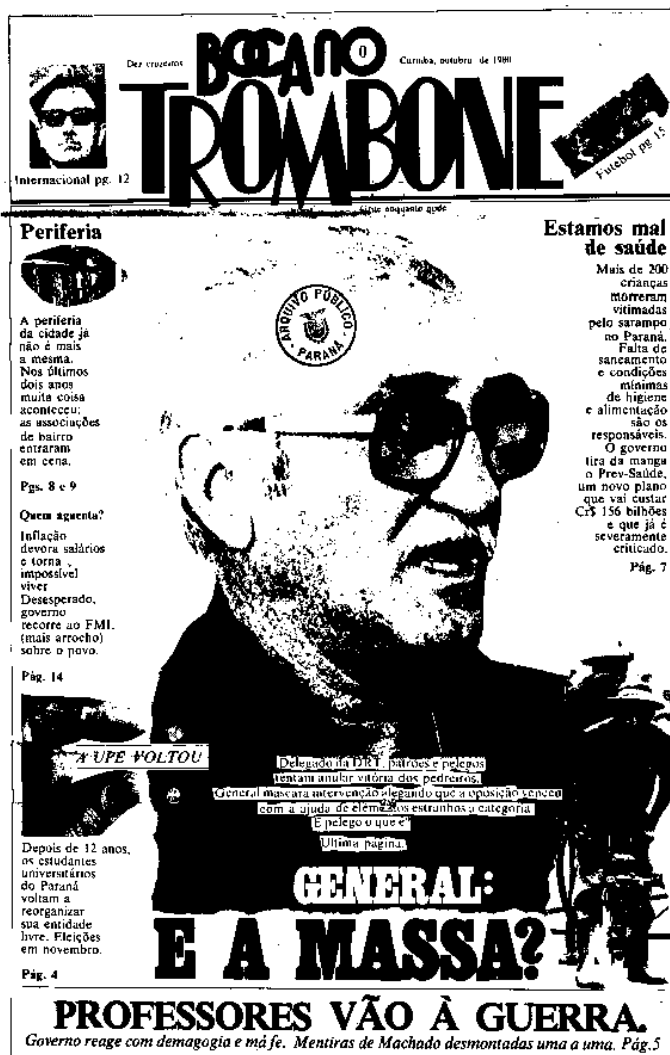 Dez cruzeiros
BOCA NO
0
Curitiba, outubro de 1980
TROMBONE
Internacional pg. 12
Futebol pg 15
enquanto pode
Periferia
A periferia
da cidade já
não é mais
a mesma.
Nos últimos
dois anos
muita coisa
aconteceu:
as associações
de bairro
entraram
em cena.
Pgs. 8 e 9
Quem aguenta?
Inflação
devora salários
e torna
impossível
viver
Desesperado,
governo
recorre ao FMI.
(mais arrocho)
sobre o povo.
Pág. 14
A UPE VOLTOU
Depois de 12 anos,
os estudantes
universitários
do Paraná
voltam a
reorganizar
sua entidade
livre. Eleições
em novembro.
Pág. 4
ARQUIVO PÚBLICO
PARANÁ
Estamos mal
de saúde
Mais de 200
crianças
morreram
vitimadas
pelo sarampo
no Paraná.
Falta de
saneamento
e condições
mínimas
de higiene
e alimentação
são os
responsáveis.
O governo
tira da manga
o Prev-Saúde,
um novo plano
que vai custar
Cr$ 156 bilhões
e que já é
severamente
criticado.
Pág. 7
Delegado da DRT, patrões e pelegos
tentam anular vitória dos pedreiros.
General mascara intervenção alegando que a oposição venceu
com a ajuda de elementos estranhos à categoria
E pelego o que é?
Última página.
GENERAL:
E A MASSA?
PROFESSORES VÃO À GUERRA.
Governo reage com demagogia e má fe. Mentiras de Machado desmontadas uma a uma. Pág.5